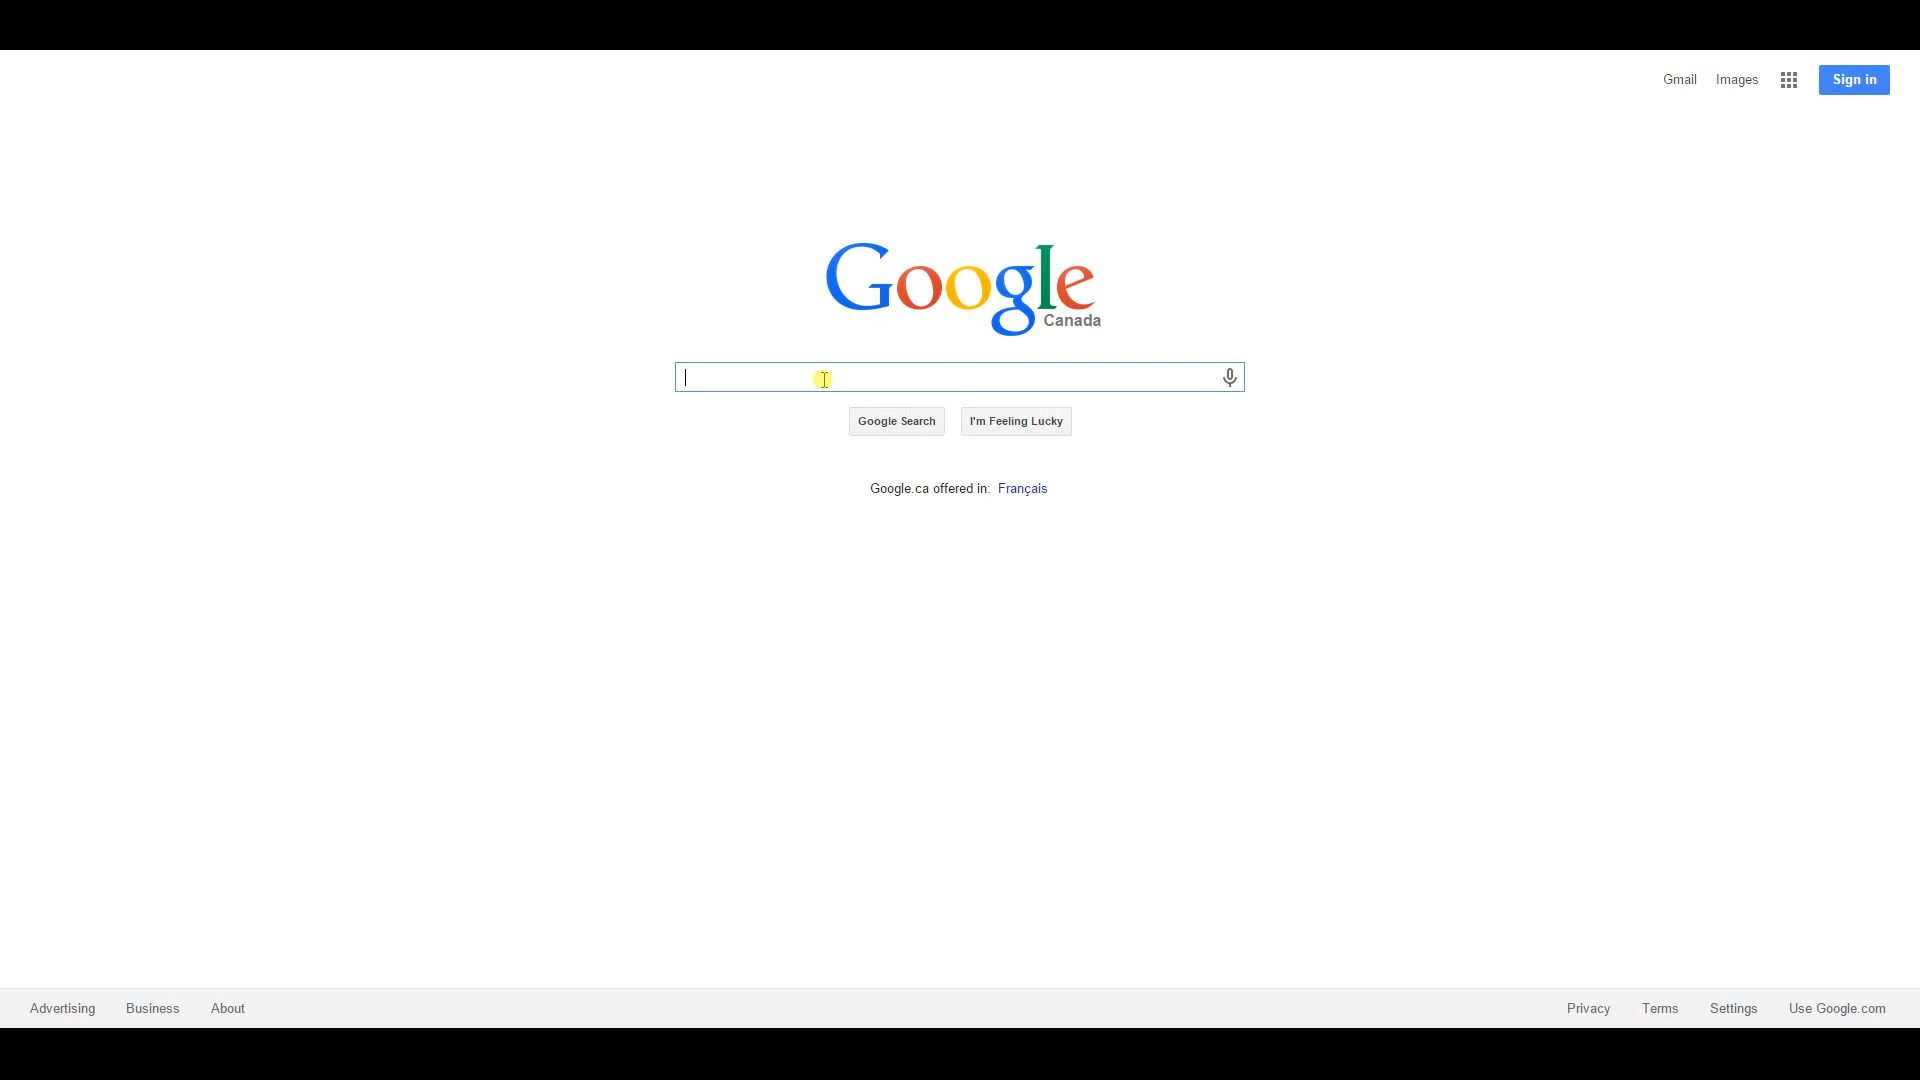 Gmail Images Sign in
Google
Canada
Google Search I'm Feeling Lucky
Google.ca offered in: Français
Advertising Business About Privacy Terms Settings Use Google.com